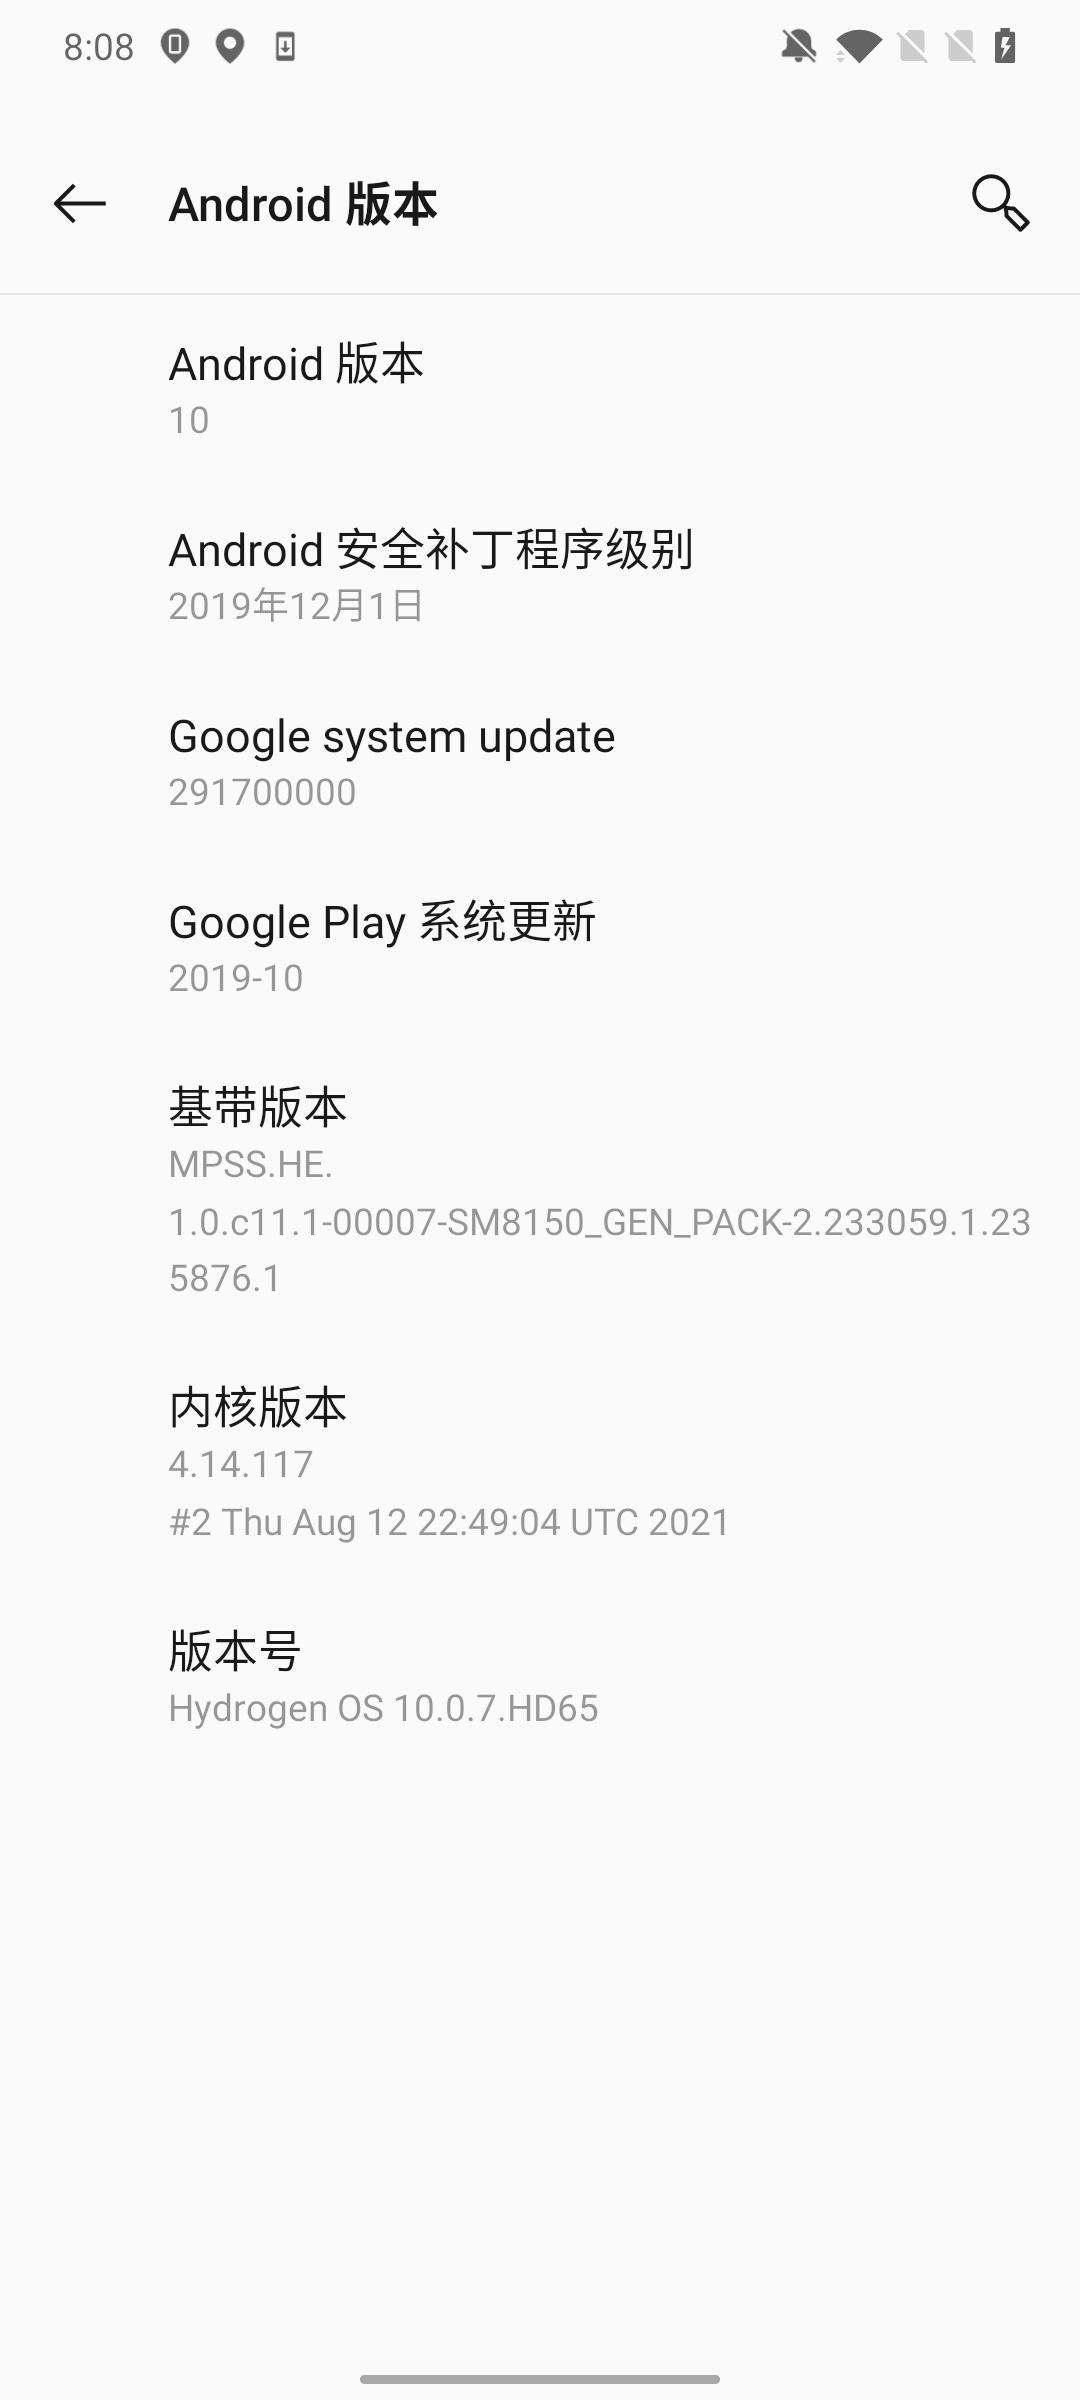 8:08
Android 版本
Android 版本
10
Android 安全补丁程序级别
2019年12月1日
Google system update
291700000
Google Play 系统更新
2019-10
基带版本
MPSS.HE.
1.0.c11.1-00007-SM8150_GEN_PACK-2.233059.1.23
5876.1
内核版本
4.14.117
#2 Thu Aug 12 22:49:04 UTC 2021
版本号
Hydrogen OS 10.0.7.HD65